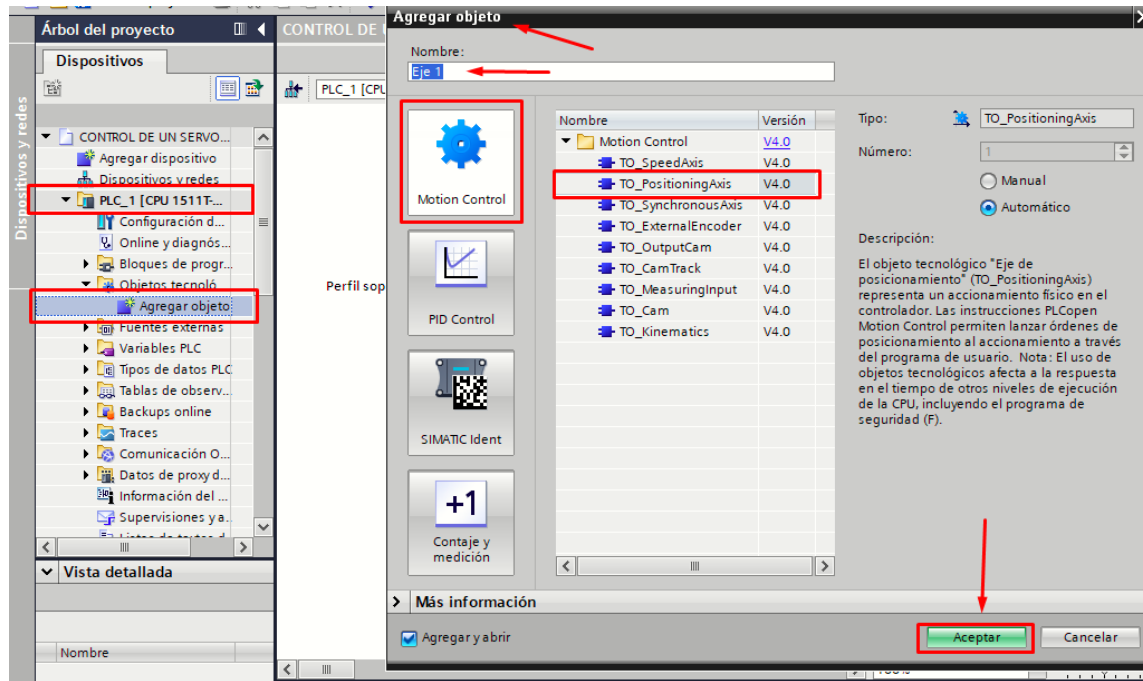 Árbol del proyecto
Dispositivos
Dispositivos y redes
CONTROL DE UN SERVO...
Agregar dispositivo
Dispositivos y redes
PLC_1 [CPU 1511T-...
Configuración d...
Online y diagnós...
Bloques de progr...
Objetos tecnoló
Agregar objeto
Fuentes externas
Variables PLC
Tipos de datos PLC
Tablas de observ...
Backups online
Traces
Comunicación O...
Datos de proxy d...
Información del ...
Supervisiones y a..
Vista detallada
Nombre
CONTROL DE
PLC_1 [CPU
Perfil sop
Agregar objeto
Nombre:
Eje 1
Motion Control
PID Control
SIMATIC Ident
+1
Contaje y
medición
Nombre Versión
Motion Control V4.0
TO_SpeedAxis V4.0
TO_PositioningAxis V4.0
TO_SynchronousAxis V4.0
TO_ExternalEncoder V4.0
TO_OutputCam V4.0
TO_CamTrack V4.0
TO_MeasuringInput V4.0
TO_Cam V4.0
TO_Kinematics V4.0
Tipo: TO_PositioningAxis
Número: 1
Manual
Automático
Descripción:
El objeto tecnológico "Eje de
posicionamiento" (TO_PositioningAxis)
representa un accionamiento físico en el
controlador. Las instrucciones PLCopen
Motion Control permiten lanzar órdenes de
posicionamiento al accionamiento a través
del programa de usuario. Nota: El uso de
objetos tecnológicos afecta a la respuesta
en el tiempo de otros niveles de ejecución
de la CPU, incluyendo el programa de
seguridad (F).
Más información
Agregar y abrir
Aceptar Cancelar